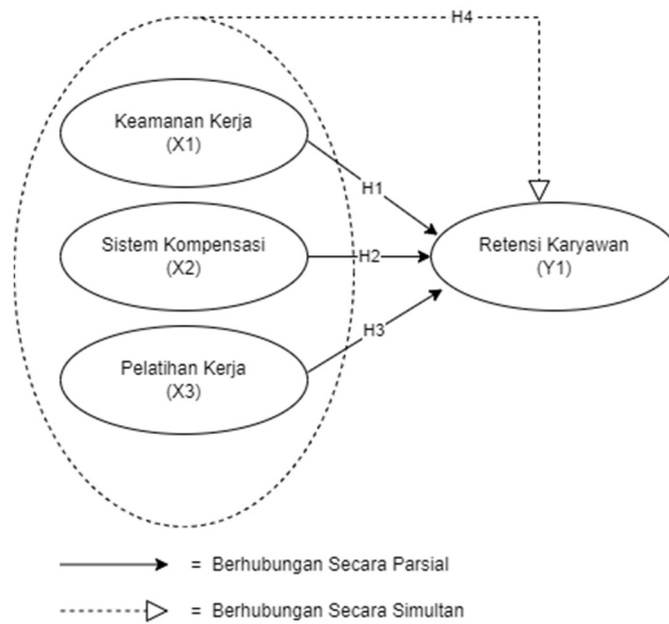 H4
Keamanan Kerja
(X1)
H1
Sistem Kompensasi
(X2)
H2
Retensi Karyawan
(Y1)
H3
Pelatihan Kerja
(X3)
= Berhubungan Secara Parsial
= Berhubungan Secara Simultan